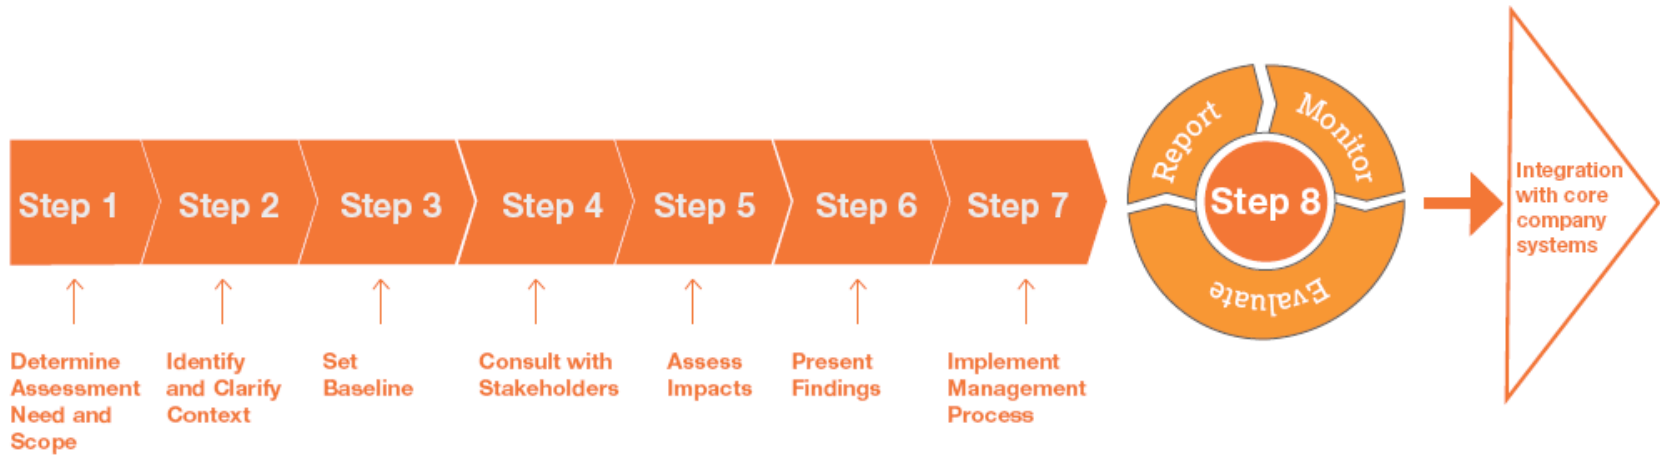 Step 1
Step 2
Step 3
Step 4
Step 5
Step 6
Step 7
Determine
Assessment
Need and
Scope
Identify
and Clarify
Context
Set
Baseline
Consult with
Stakeholders
Assess
Impacts
Present
Findings
Implement
Management
Process
Report
Monitor
Evaluate
Step 8
Integration
with core
company
systems